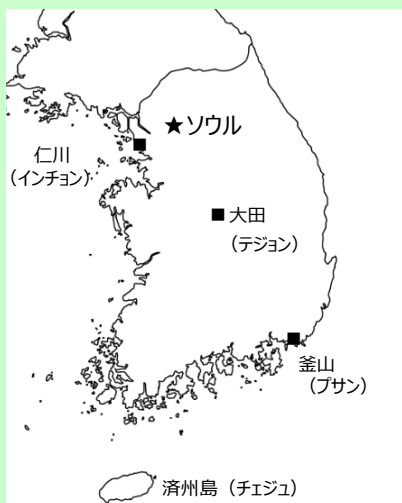 ★ソウル
仁川
(インチョン)
■大田
(テジョン)
釜山
(プサン)
済州島（チェジュ）